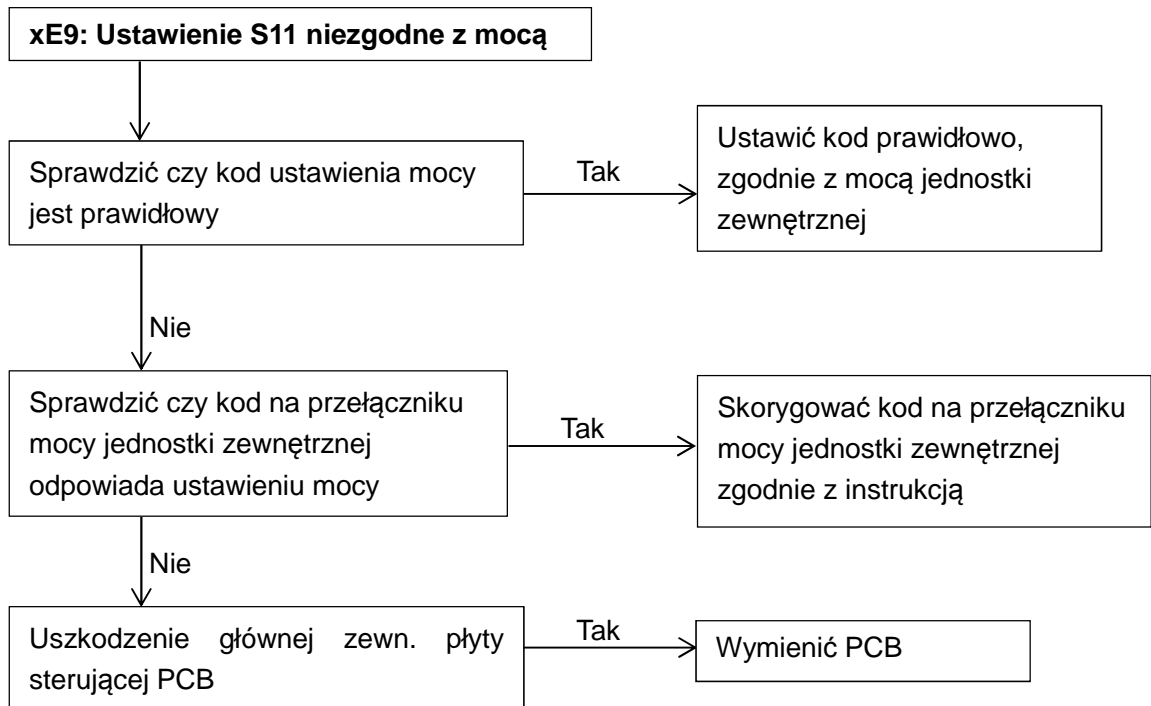 xE9: Ustawienie S11 niezgodne z mocą
Sprawdzić czy kod ustawienia mocy
jest prawidłowy
Tak
Ustawić kod prawidłowo,
zgodnie z mocą jednostki
zewnętrznej
Nie
Sprawdzić czy kod na przełączniku
mocy jednostki zewnętrznej
odpowiada ustawieniu mocy
Tak
Skorygować kod na przełączniku
mocy jednostki zewnętrznej
zgodnie z instrukcją
Nie
Uszkodzenie głównej zewn. płyty
sterującej PCB
Tak
Wymienić PCB